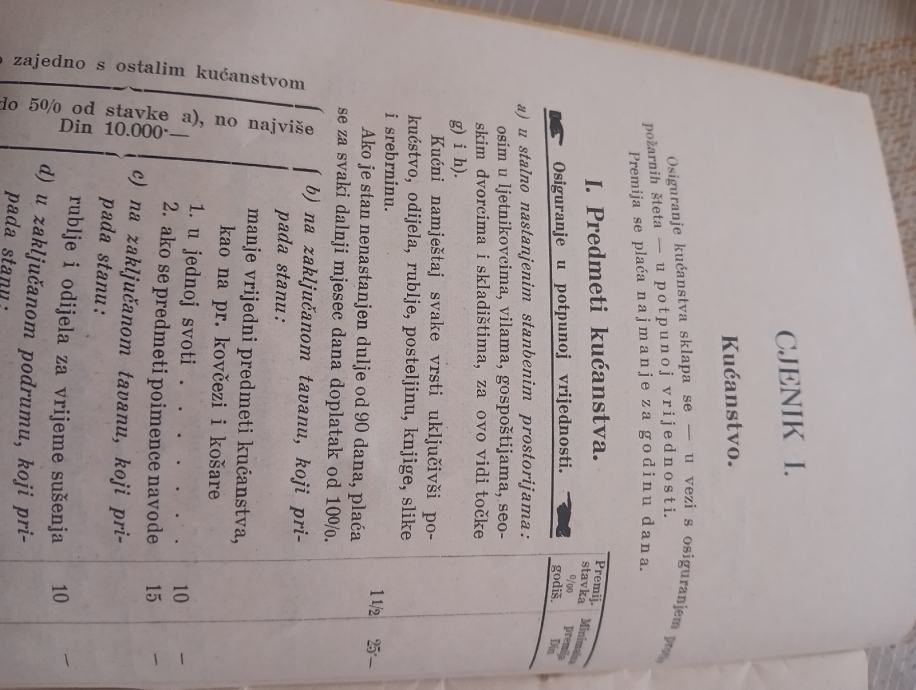 CJENIK I.
Kućanstvo.
Osiguranje kućanstva sklapa se — u vezi s osiguranjem
požarnih šteta — u potpunoj vrijednosti.
Premija se plaća najmanje za godinu dana.
I. Predmeti kućanstva.
Osiguranje u potpunoj vrijednosti.
Premij.
stavka
‰
godiš.
Minimalna
premija
Din
a) u stalno nastanjenim stanbenim prostorijama:
osim u ljetnikovcima, vilama, gospoštijama, seo-
skim dvorcima i skladištima, za ovo vidi točke
g) i h).
Kućni namještaj svake vrsti uključivši po-
kućstvo, odijela, rublje, posteljinu, knjige, slike
i srebrninu. 1 1/2 25·—
Ako je stan nenastanjen dulje od 90 dana, plaća
se za svaki dalnji mjesec dana doplatak od 100%.
zajedno s ostalim kućanstvom
do 50% od stavke a), no najviše
Din 10.000·—
b) na zaključanom tavanu, koji pri-
pada stanu:
manje vrijedni predmeti kućanstva,
kao na pr. kovčezi i košare
1. u jednoj svoti . . . . . . 10 —
2. ako se predmeti poimence navode 15 —
c) na zaključanom tavanu, koji pri-
pada stanu:
rublje i odijela za vrijeme sušenja 10 —
d) u zaključanom podrumu, koji pri-
pada stanu: